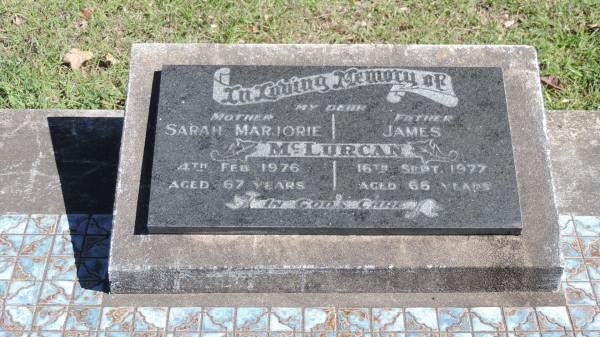 In Loving Memory of
MY DEAR
MOTHER FATHER
SARAH MARJORIE JAMES
McLURCAN
4TH FEB. 1976 16TH SEPT. 1977
AGED 67 YEARS AGED 66 YEARS
IN GOD'S CARE